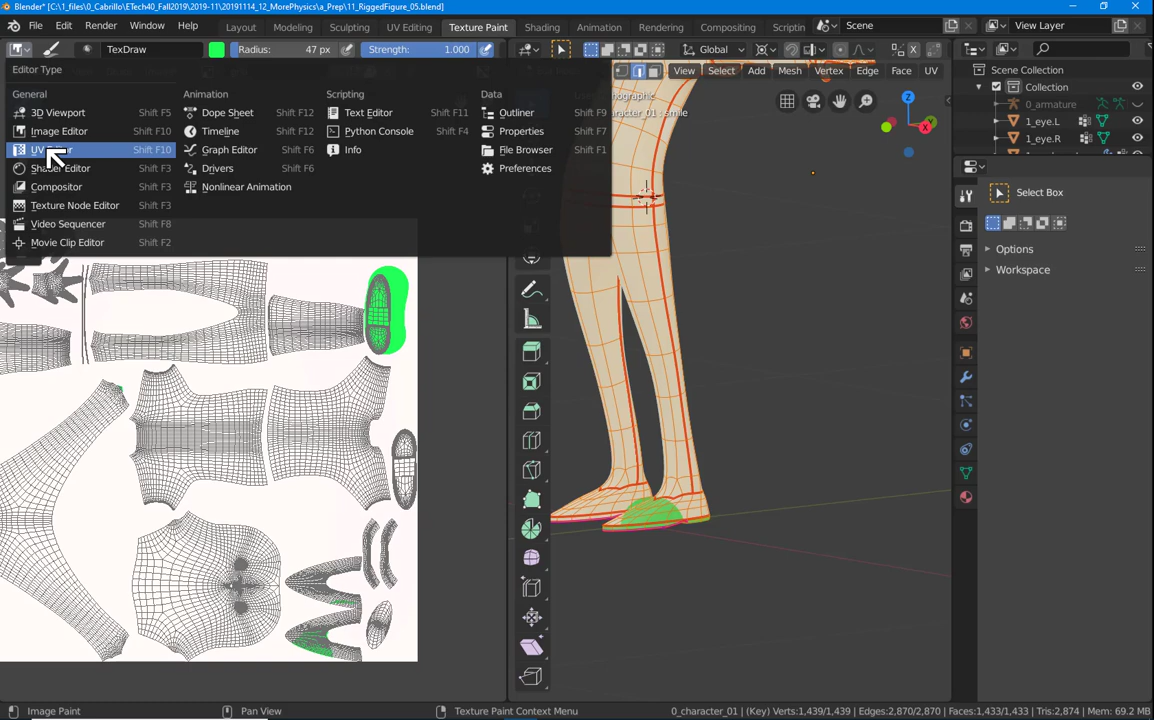 Blender* [C:\1_files\0_Cabrillo\ETech40_Fall2019\2019-11\20191114_12_MorePhysics\a_Prep\11_RiggedFigure_05.blend]
File Edit Render Window Help Layout Modeling Sculpting UV Editing Texture Paint Shading Animation Rendering Compositing Scriptin Scene View Layer
TexDraw Radius: 47 px Strength: 1.000 Global
Editor Type
View Select Add Mesh Vertex Edge Face UV
Scene Collection
Collection
General Animation Scripting Data
0_armature
3D Viewport Shift F5 Dope Sheet Shift F12 Text Editor Shift F11 Outliner Shift F9
racter_01 : smile
1_eye.L
Image Editor Shift F10 Timeline Shift F12 Python Console Shift F4 Properties Shift F7
1_eye.R
UV Shift F10 Graph Editor Shift F6 Info File Browser Shift F1
Shader Editor Shift F3 Drivers Shift F6 Preferences
Compositor Shift F3 Nonlinear Animation
Select Box
Texture Node Editor Shift F3
Video Sequencer Shift F8
Movie Clip Editor Shift F2
Options
Workspace
Image Paint Pan View Texture Paint Context Menu 0_character_01 | (Key) Verts:1,439/1,439 | Edges:2,870/2,870 | Faces:1,433/1,433 | Tris:2,874 | Mem: 69.2 MB